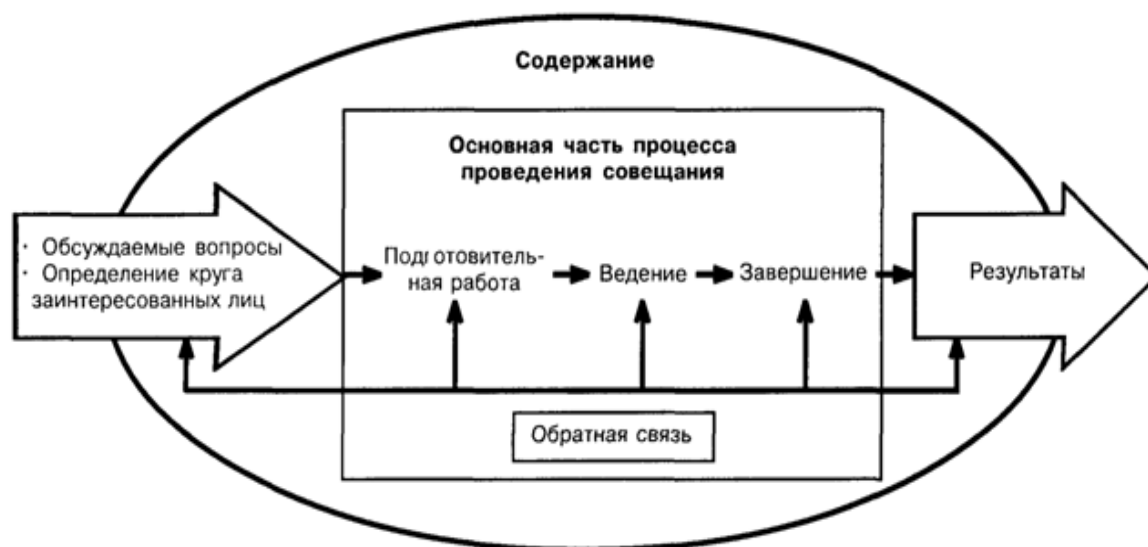 Содержание
Основная часть процесса
проведения совещания
· Обсуждаемые вопросы
· Определение круга
заинтересованных лиц
Подготовитель-
ная работа
Ведение
Завершение
Результаты
Обратная связь